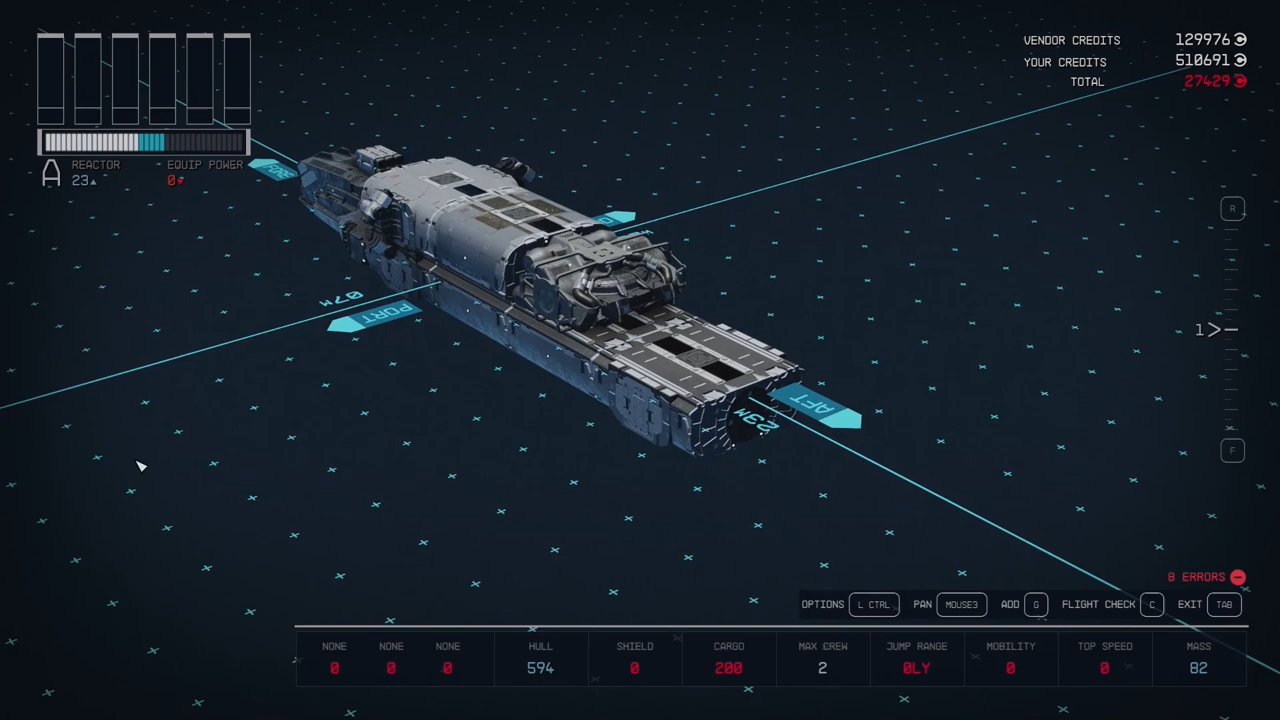 VENDOR CREDITS 129976
YOUR CREDITS 510691
TOTAL 27429
REACTOR EQUIP POWER
23 0
FORE
07M
PORT
AFT
23M
R
1
F
8 ERRORS
OPTIONS L CTRL PAN MOUSE3 ADD G FLIGHT CHECK C EXIT TAB
NONE NONE NONE HULL SHIELD CARGO MAX CREW JUMP RANGE MOBILITY TOP SPEED MASS
0 0 0 594 0 200 2 0LY 0 0 82